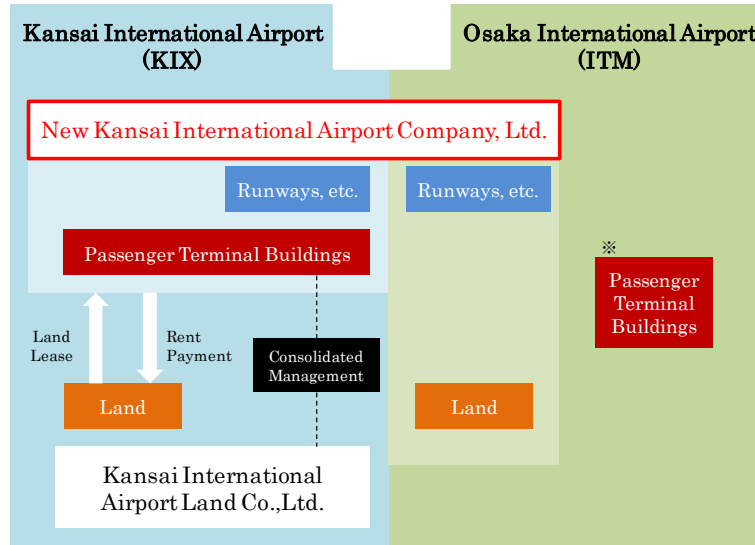 Kansai International Airport
(KIX)
Osaka International Airport
(ITM)
New Kansai International Airport Company, Ltd.
Runways, etc.
Runways, etc.
Passenger Terminal Buildings
※
Passenger
Terminal
Buildings
Land
Lease
Rent
Payment
Consolidated
Management
Land
Land
Kansai International
Airport Land Co.,Ltd.